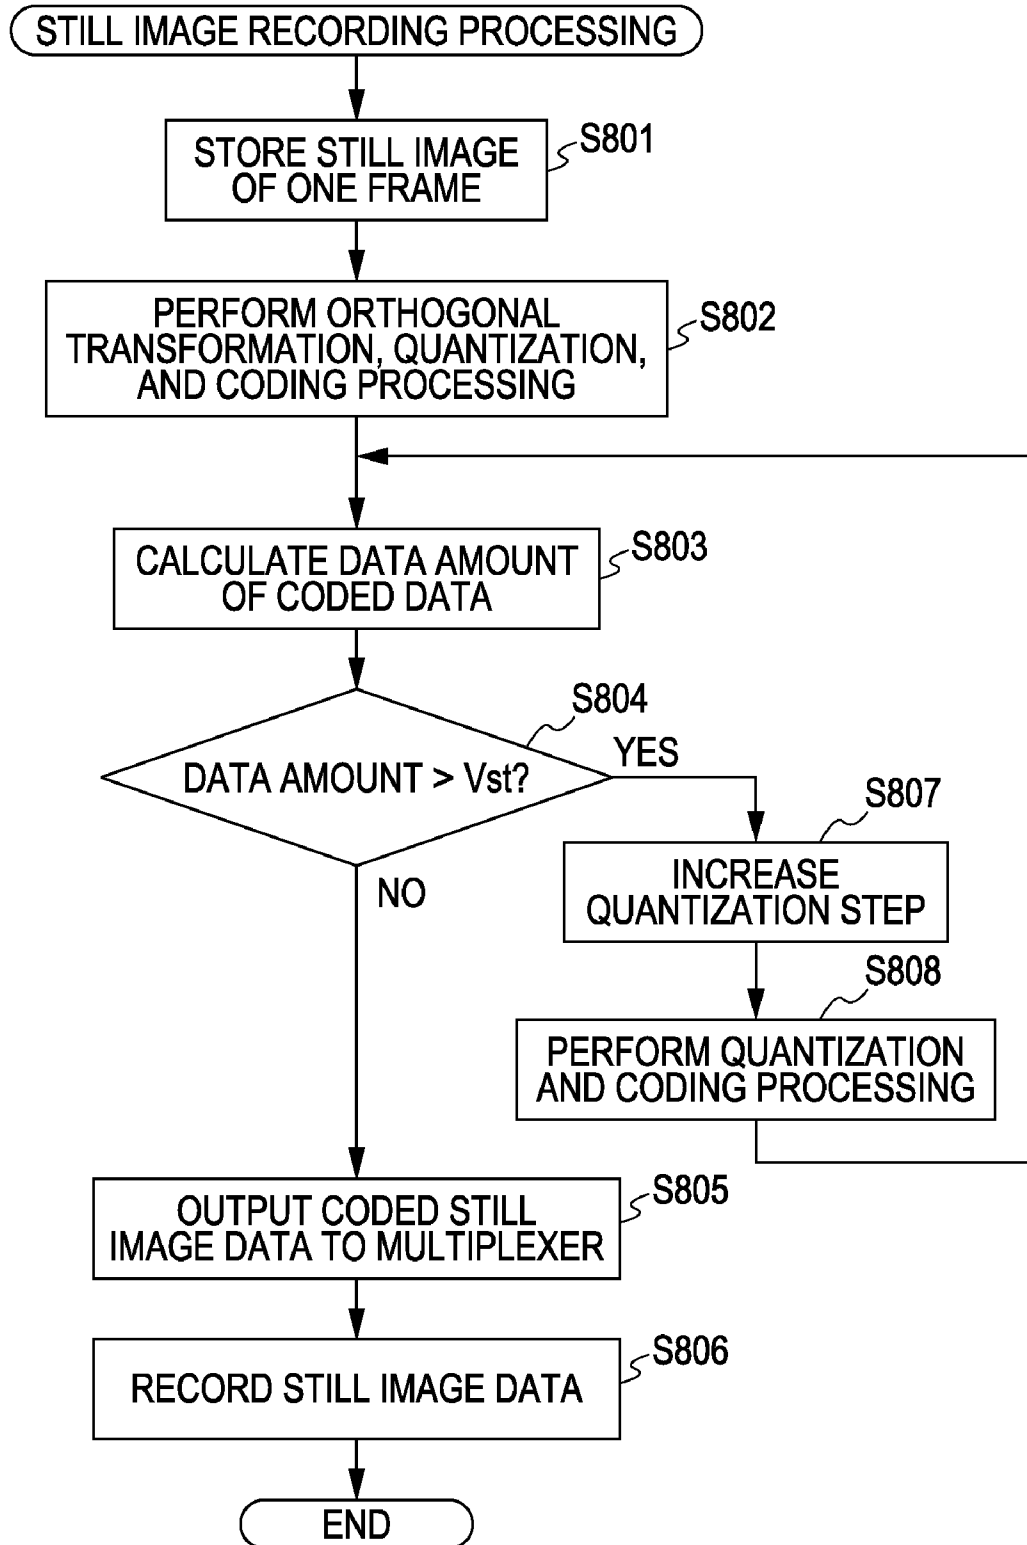 STILL IMAGE RECORDING PROCESSING
STORE STILL IMAGE
OF ONE FRAME
S801
PERFORM ORTHOGONAL
TRANSFORMATION, QUANTIZATION,
AND CODING PROCESSING
S802
CALCULATE DATA AMOUNT
OF CODED DATA
S803
DATA AMOUNT > Vst?
S804
YES
NO
INCREASE
QUANTIZATION STEP
S807
PERFORM QUANTIZATION
AND CODING PROCESSING
S808
OUTPUT CODED STILL
IMAGE DATA TO MULTIPLEXER
S805
RECORD STILL IMAGE DATA
S806
END